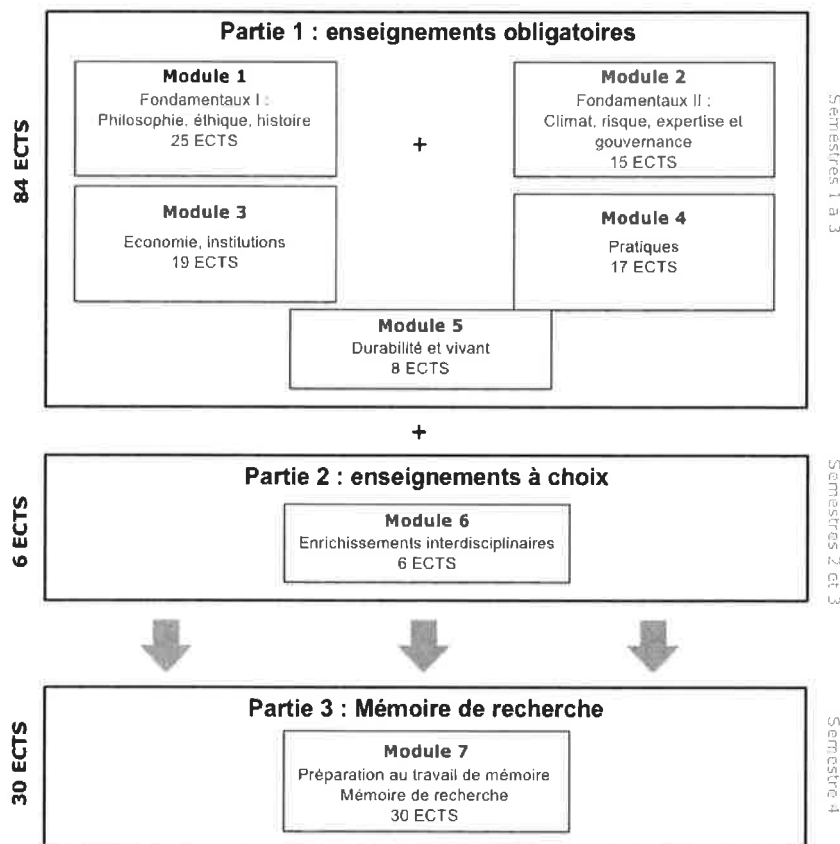 Partie 1 : enseignements obligatoires
Module 1
Fondamentaux I :
Philosophie, éthique, histoire
25 ECTS
+
Module 2
Fondamentaux II :
Climat, risque, expertise et
gouvernance
15 ECTS
Module 3
Economie, institutions
19 ECTS
Module 4
Pratiques
17 ECTS
Module 5
Durabilité et vivant
8 ECTS
84 ECTS
Semestres 1 à 3
+
Partie 2 : enseignements à choix
Module 6
Enrichissements interdisciplinaires
6 ECTS
6 ECTS
Semestres 2 et 3
Partie 3 : Mémoire de recherche
Module 7
Préparation au travail de mémoire
Mémoire de recherche
30 ECTS
30 ECTS
Semestre 4